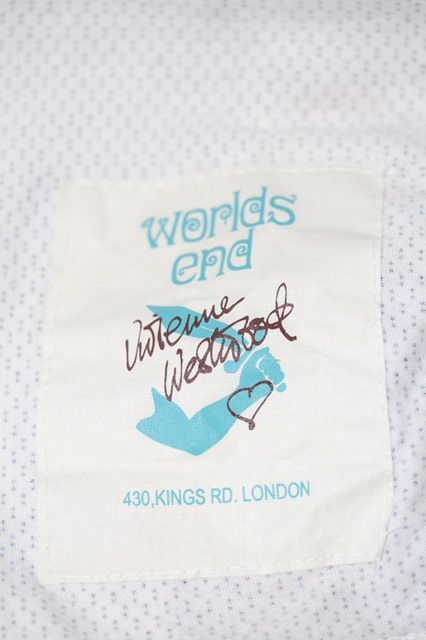 worlds
end
Vivienne
Westwood
430,KINGS RD. LONDON